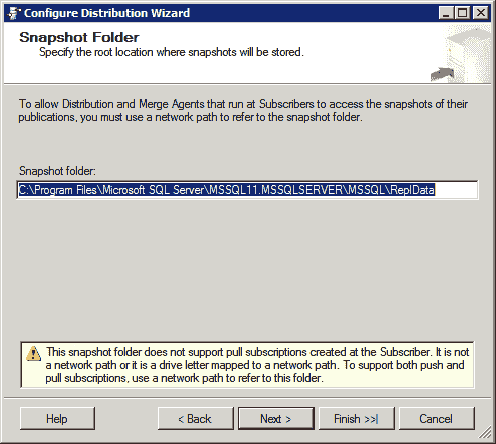 Configure Distribution Wizard
Snapshot Folder
Specify the root location where snapshots will be stored.
To allow Distribution and Merge Agents that run at Subscribers to access the snapshots of their
publications, you must use a network path to refer to the snapshot folder.
Snapshot folder:
C:\Program Files\Microsoft SQL Server\MSSQL11.MSSQLSERVER\MSSQL\ReplData
This snapshot folder does not support pull subscriptions created at the Subscriber. It is not
a network path or it is a drive letter mapped to a network path. To support both push and
pull subscriptions, use a network path to refer to this folder.
Help
< Back
Next >
Finish >>|
Cancel